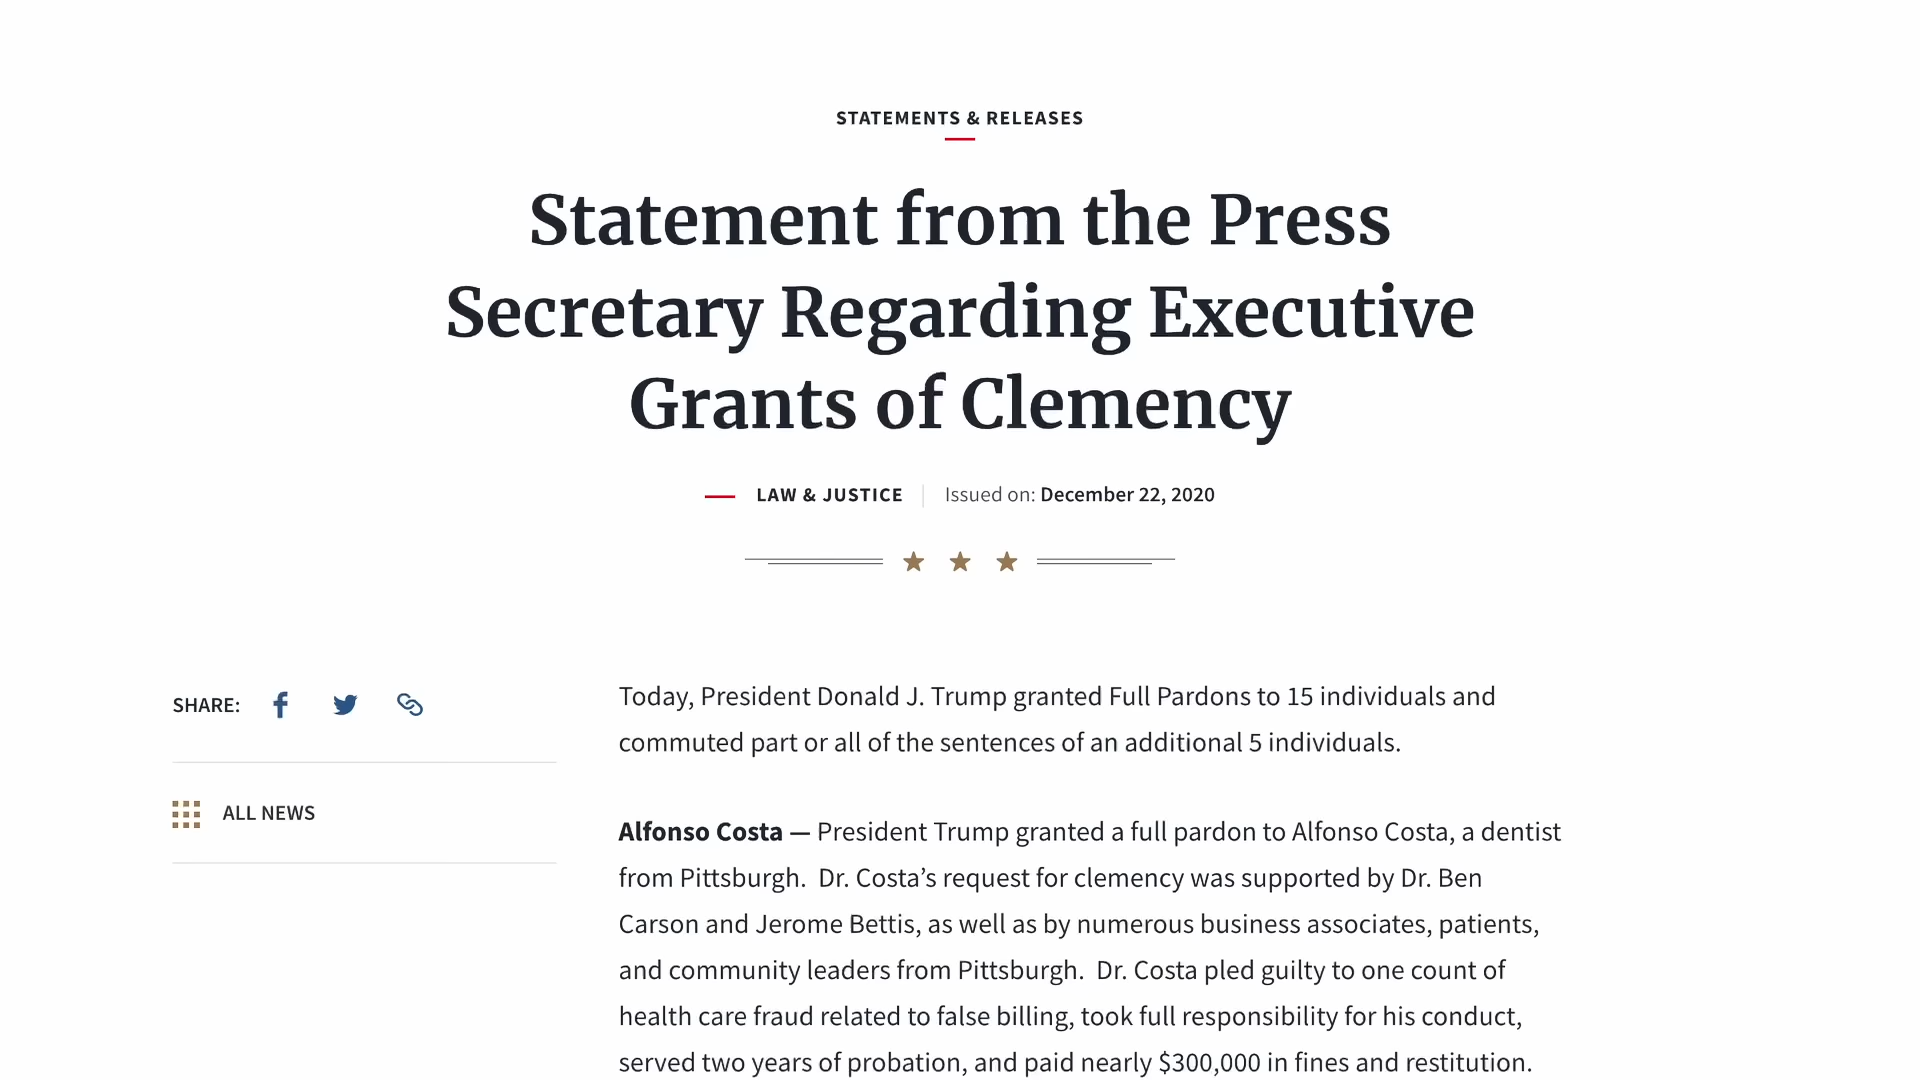 STATEMENTS & RELEASES
Statement from the Press
Secretary Regarding Executive
Grants of Clemency
LAW & JUSTICE Issued on: December 22, 2020
SHARE:
ALL NEWS
Today, President Donald J. Trump granted Full Pardons to 15 individuals and
commuted part or all of the sentences of an additional 5 individuals.
Alfonso Costa — President Trump granted a full pardon to Alfonso Costa, a dentist
from Pittsburgh.  Dr. Costa’s request for clemency was supported by Dr. Ben
Carson and Jerome Bettis, as well as by numerous business associates, patients,
and community leaders from Pittsburgh.  Dr. Costa pled guilty to one count of
health care fraud related to false billing, took full responsibility for his conduct,
served two years of probation, and paid nearly $300,000 in fines and restitution.